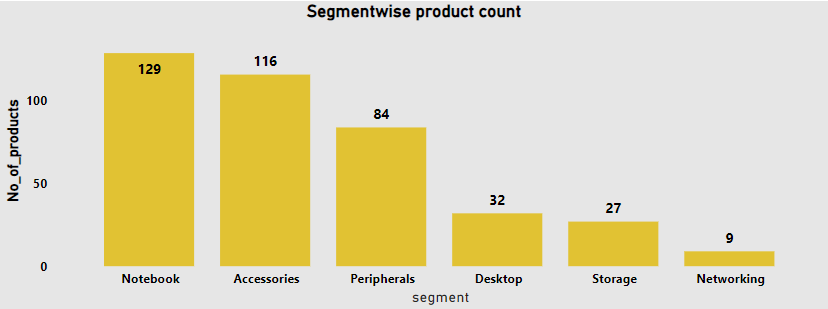 Segmentwise product count
No_of_products
100
50
0
129
116
84
32
27
9
Notebook Accessories Peripherals Desktop Storage Networking
segment